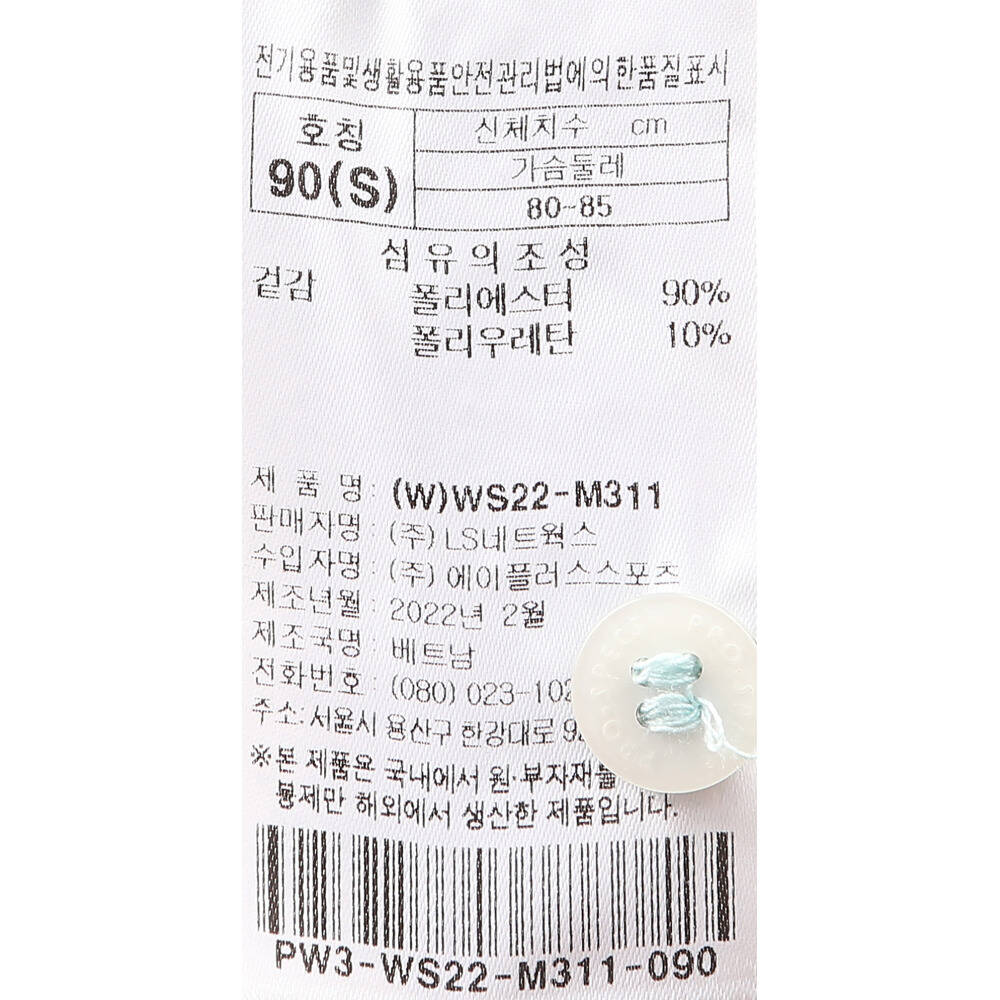 전기용품및생활용품안전관리법에의한품질표시
호칭
90(S)
신체치수 cm
가슴둘레
80-85
섬유의조성
겉감 폴리에스터 90%
폴리우레탄 10%
제 품 명 : (W)WS22-M311
판매자명 : (주) LS네트웍스
수입자명 : (주) 에이플러스스포츠
제조년월 : 2022년 2월
제조국명 : 베트남
전화번호 : (080) 023-102
주소: 서울시 용산구 한강대로 9
※본 제품은 국내에서 원·부자재를
봉제만 해외에서 생산한 제품입니다.
PW3-WS22-M311-090